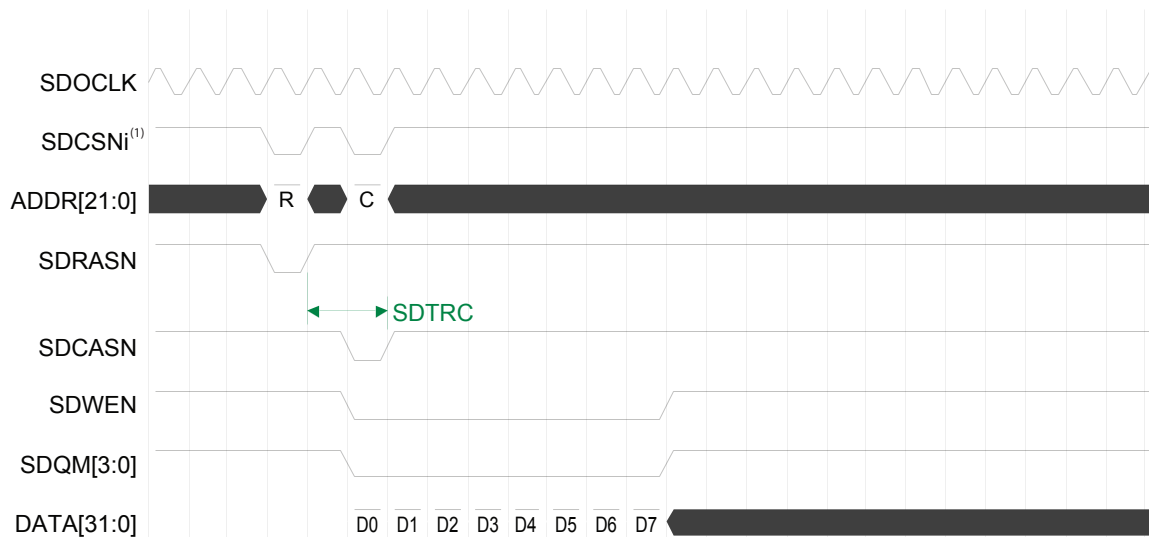 SDOCLK
SDCSNi(1)
ADDR[21:0] R C
SDRASN
SDTRC
SDCASN
SDWEN
SDQM[3:0]
DATA[31:0] D0 D1 D2 D3 D4 D5 D6 D7